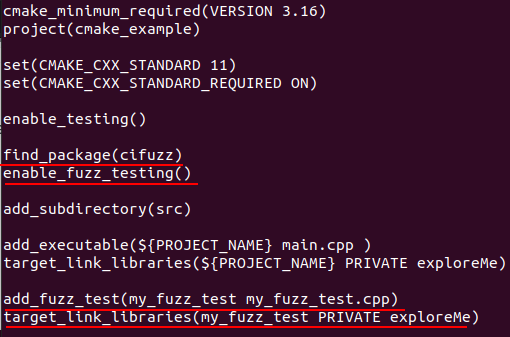 cmake_minimum_required(VERSION 3.16)
project(cmake_example)
set(CMAKE_CXX_STANDARD 11)
set(CMAKE_CXX_STANDARD_REQUIRED ON)
enable_testing()
find_package(cifuzz)
enable_fuzz_testing()
add_subdirectory(src)
add_executable(${PROJECT_NAME} main.cpp )
target_link_libraries(${PROJECT_NAME} PRIVATE exploreMe)
add_fuzz_test(my_fuzz_test my_fuzz_test.cpp)
target_link_libraries(my_fuzz_test PRIVATE exploreMe)